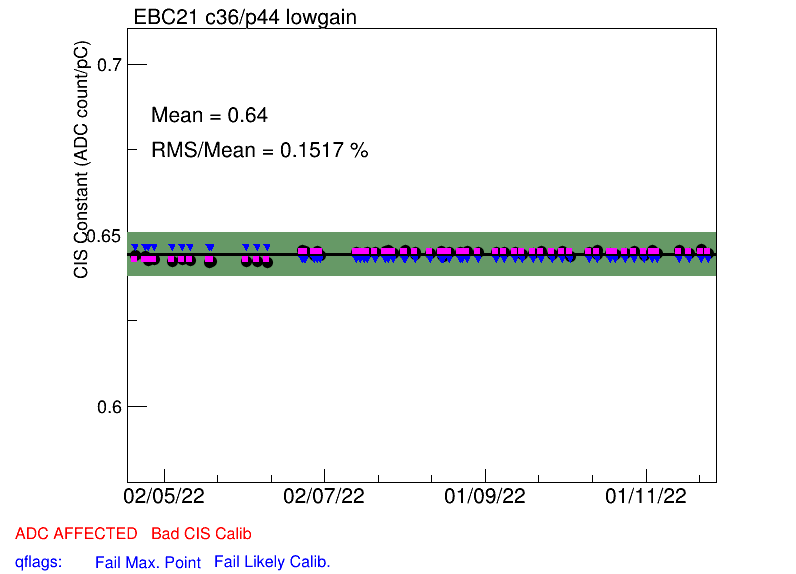 EBC21 c36/p44 lowgain
CIS Constant (ADC count/pC)
0.7
Mean = 0.64
RMS/Mean = 0.1517 %
0.65
0.6
02/05/22 02/07/22 01/09/22 01/11/22
ADC AFFECTED Bad CIS Calib
qflags: Fail Max. Point Fail Likely Calib.